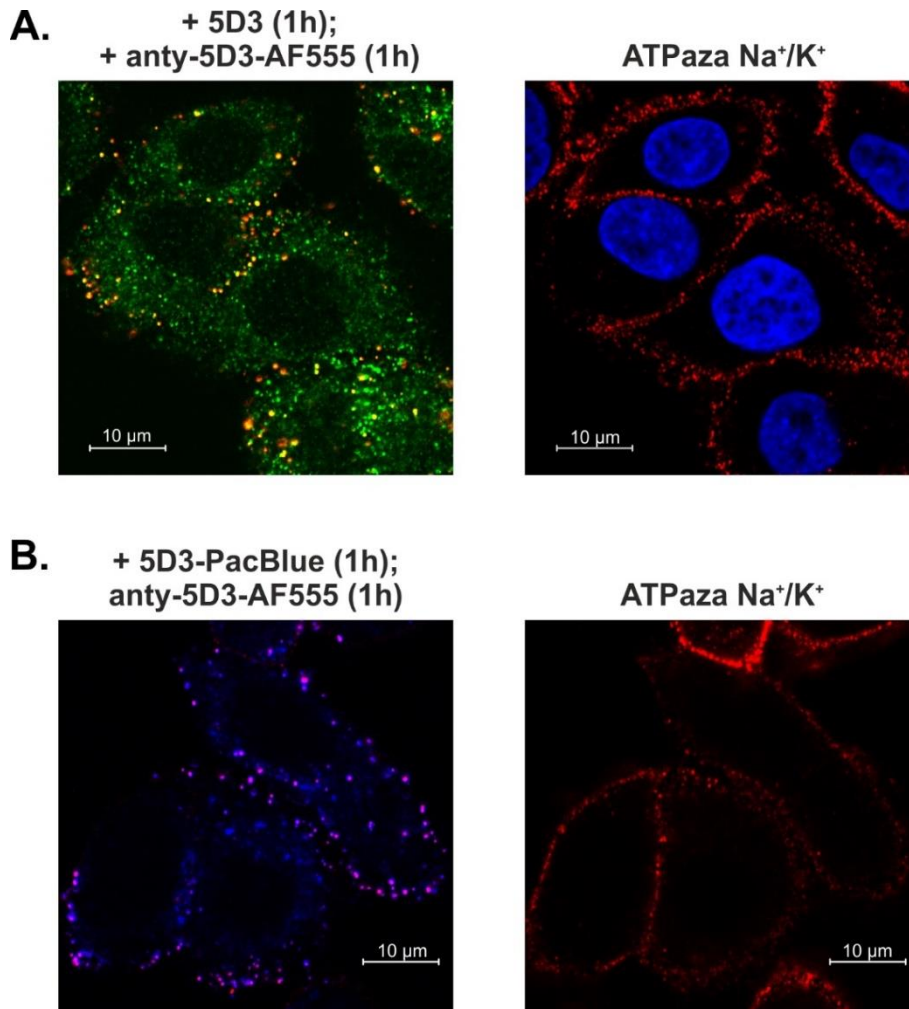 A.
+ 5D3 (1h);
+ anty-5D3-AF555 (1h)
ATPaza Na⁺/K⁺
10 µm
10 µm
B.
+ 5D3-PacBlue (1h);
anty-5D3-AF555 (1h)
ATPaza Na⁺/K⁺
10 µm
10 µm